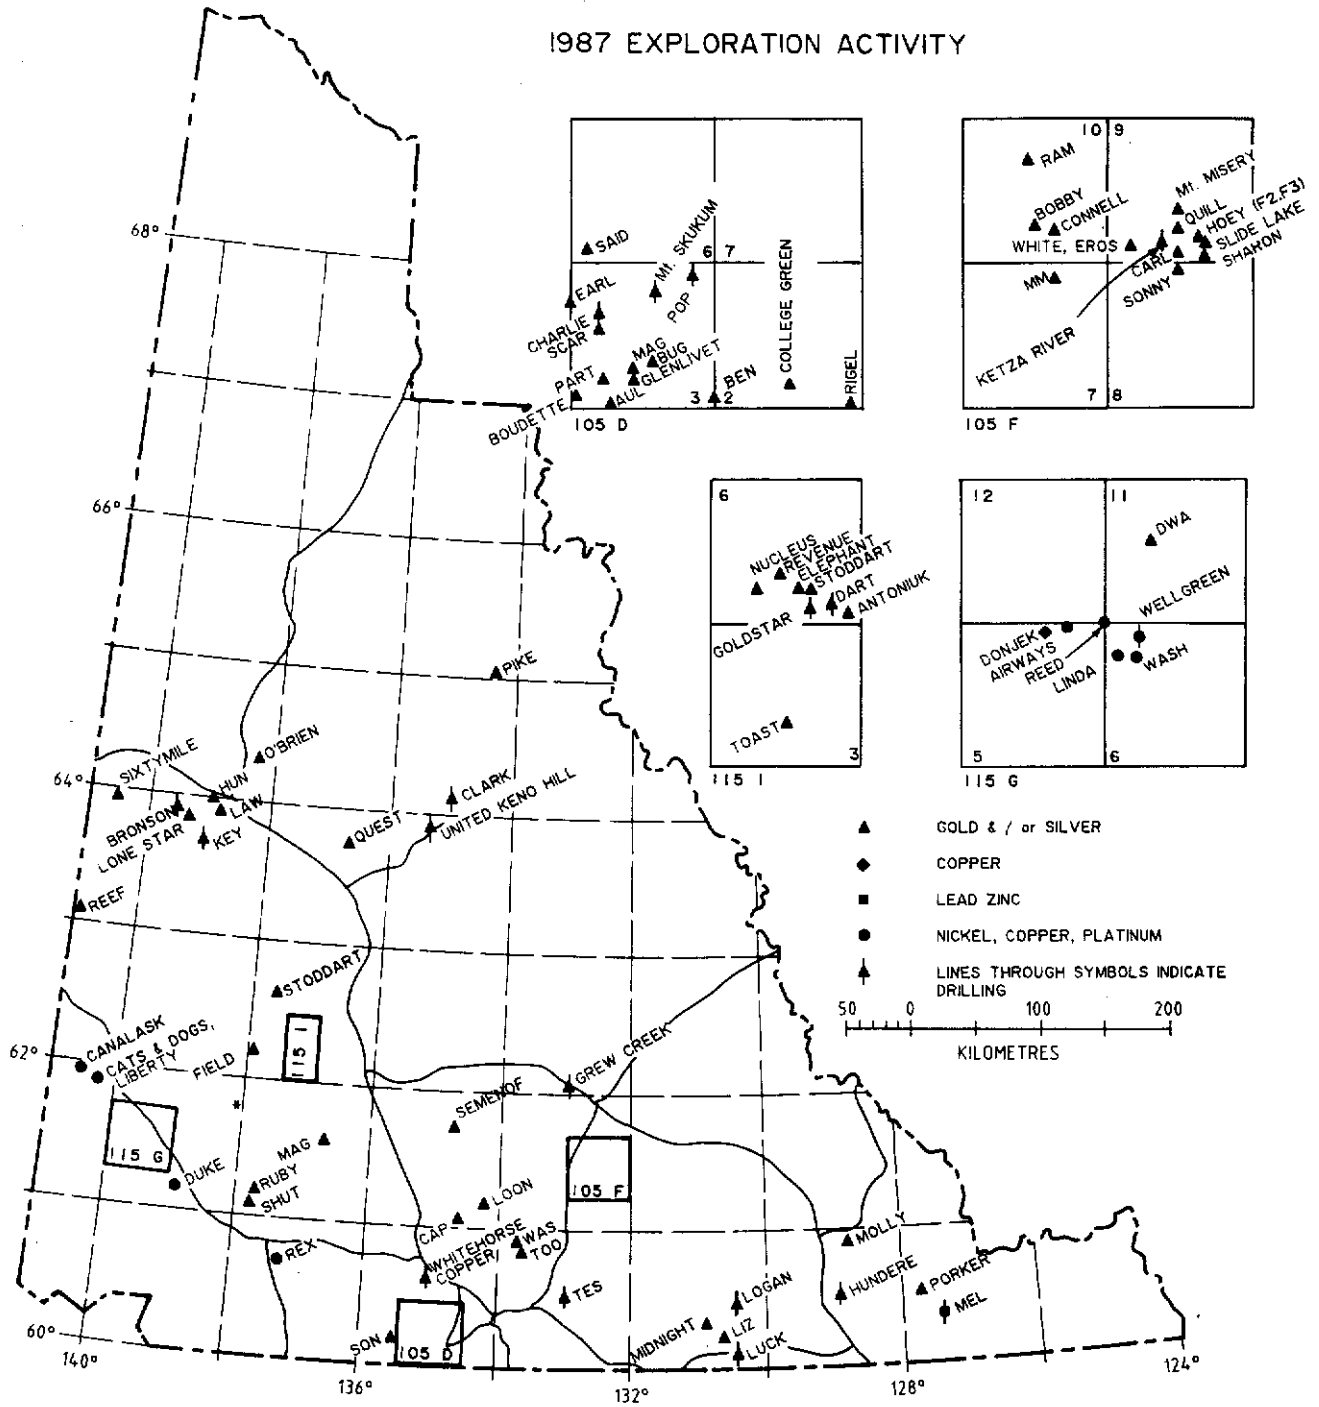 1987 EXPLORATION ACTIVITY
SAID
Mt. SKUKUM
6 7
EARL
POP
CHARLIE
SCAR
COLLEGE GREEN
MAG
BUG
GLENLIVET
PART
BOUDETTE
AUL
3 2
BEN
RIGEL
105 D
10 9
RAM
Mt. MISERY
BOBBY
CONNELL
QUILL
HOEY (F2,F3)
WHITE, EROS
SLIDE LAKE
SHARON
CARL
MM
SONNY
KETZA RIVER
7 8
105 F
6
NUCLEUS
REVENUE
ELEPHANT
STODDART
DART
ANTONIUK
GOLDSTAR
TOAST
3
115 I
12
11
DWA
WELLGREEN
DONJEK
AIRWAYS
REED
LINDA
WASH
5
6
115 G
GOLD & / or SILVER
COPPER
LEAD ZINC
NICKEL, COPPER, PLATINUM
LINES THROUGH SYMBOLS INDICATE
DRILLING
50 0 100 200
KILOMETRES
68°
66°
PIKE
64°
SIXTYMILE
O'BRIEN
HUN
LAW
BRONSON
LONE STAR
KEY
QUEST
CLARK
UNITED KENO HILL
REEF
STODDART
62°
CANALASK
CATS & DOGS,
LIBERTY
FIELD
115 I
*
GREW CREEK
SEMENOF
115 G
MAG
DUKE
RUBY
SHUT
105 F
LOON
CAP
WHITEHORSE
COPPER
WAS
TOO
REX
MOLLY
TES
LOGAN
HUNDERE
PORKER
MEL
SON
105 D
MIDNIGHT
LIZ
LUCK
60°
140°
136°
132°
128°
124°